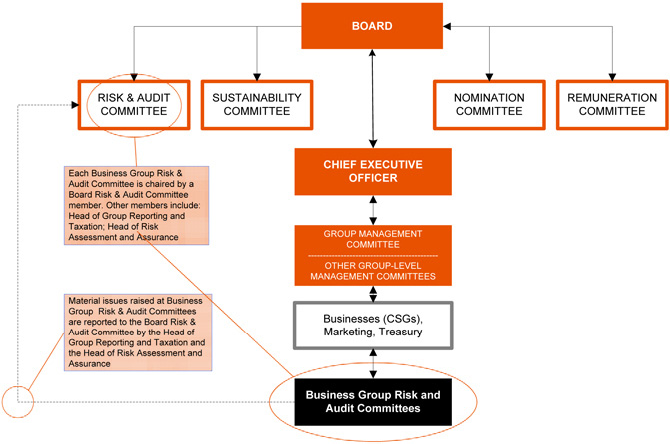 BOARD
RISK & AUDIT
COMMITTEE
SUSTAINABILITY
COMMITTEE
NOMINATION
COMMITTEE
REMUNERATION
COMMITTEE
CHIEF EXECUTIVE
OFFICER
Each Business Group Risk &
Audit Committee is chaired by a
Board Risk & Audit Committee
member. Other members include:
Head of Group Reporting and
Taxation; Head of Risk
Assessment and Assurance
GROUP MANAGEMENT
COMMITTEE
OTHER GROUP-LEVEL
MANAGEMENT COMMITTEES
Material issues raised at Business
Group Risk & Audit Committees
are reported to the Board Risk &
Audit Committee by the Head of
Group Reporting and Taxation and
the Head of Risk Assessment and
Assurance
Businesses (CSGs),
Marketing, Treasury
Business Group Risk and
Audit Committees